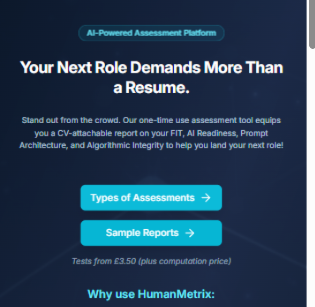 AI-Powered Assessment Platform
Your Next Role Demands More Than
a Resume.
Stand out from the crowd. Our one-time use assessment tool equips
you a CV-attachable report on your FIT, AI Readiness, Prompt
Architecture, and Algorithmic Integrity to help you land your next role!
Types of Assessments →
Sample Reports →
Tests from £3.50 (plus computation price)
Why use HumanMetrix: